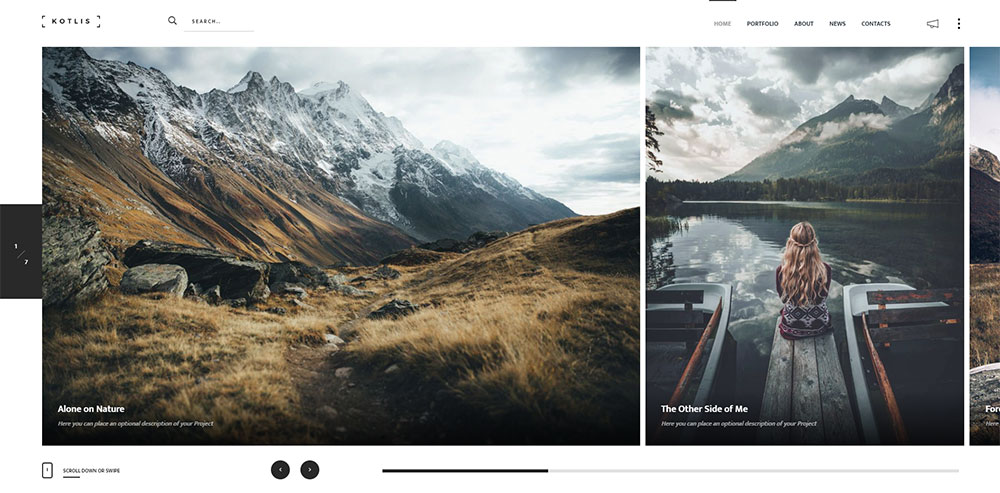 KOTLIS
SEARCH..
HOME PORTFOLIO ABOUT NEWS CONTACTS
1
7
Alone on Nature
Here you can place an optional description of your Project
The Other Side of Me
Here you can place an optional description of your Project
For
Here
SCROLL DOWN OR SWIPE